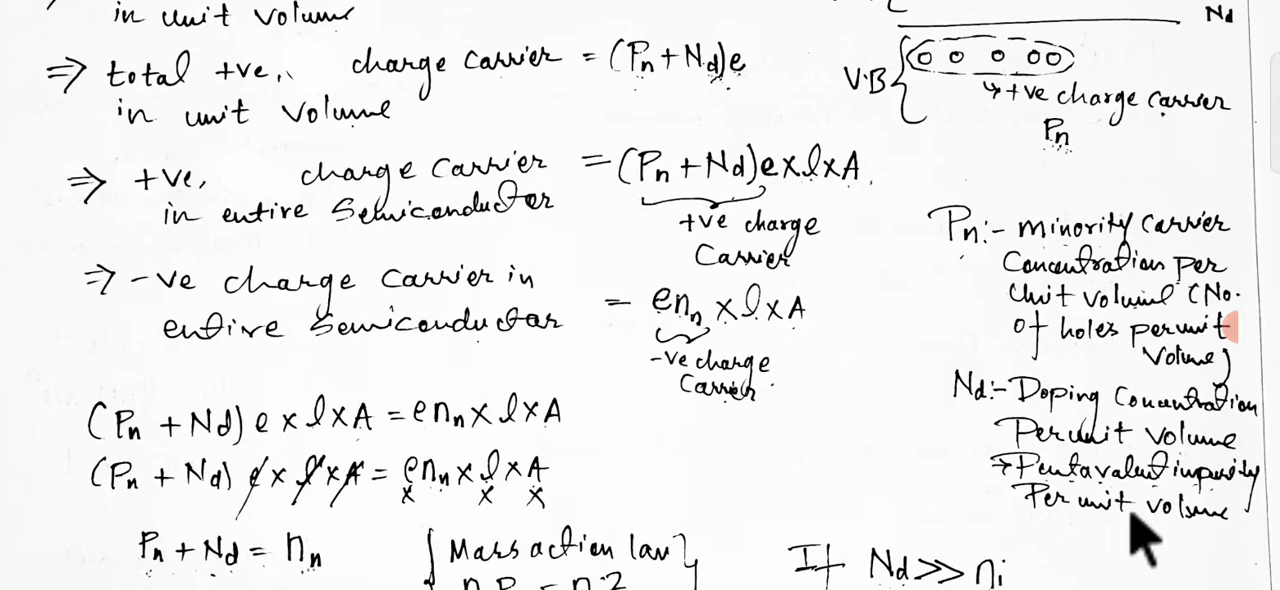 in unit volume
⇒ total +ve, charge carrier = (Pn + Nd)e
in unit volume
⇒ +ve, charge carrier = (Pn + Nd)e×l×A.
in entire Semiconductor
+ve charge
Carrier
⇒ -ve charge carrier in = enn × l × A
entire Semiconductor
-ve charge
Carrier
(Pn + Nd) e × l × A = enn × l × A
(Pn + Nd) e × l × A = enn × l × A
Pn + Nd = nn
{Mass action law}
If Nd >> ni
Nd
V.B
→ +ve charge carrier
Pn
Pn:- minority carrier
Concentration per
Unit volume (No.
of holes per unit
Volume)
Nd:- Doping Concentration
Per unit volume
→ Pentavalent impurity
Per unit volume